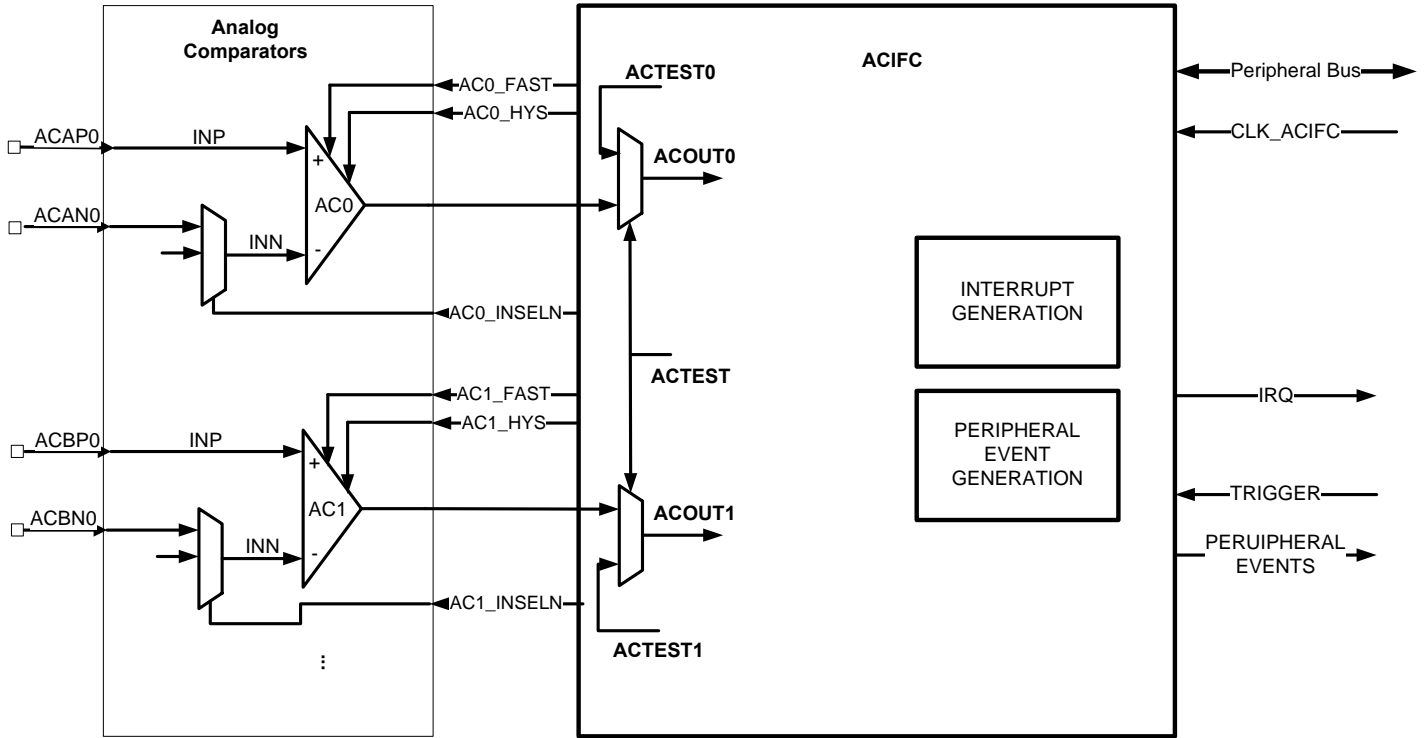 Analog
Comparators
ACIFC
ACTEST0
AC0_FAST
Peripheral Bus
AC0_HYS
ACAP0
INP
CLK_ACIFC
+
ACOUT0
AC0
ACAN0
INN
-
INTERRUPT
GENERATION
AC0_INSELN
ACTEST
AC1_FAST
IRQ
AC1_HYS
ACBP0
INP
PERIPHERAL
EVENT
GENERATION
+
TRIGGER
AC1
ACOUT1
ACBN0
INN
-
PERUIPHERAL
EVENTS
AC1_INSELN
ACTEST1
...